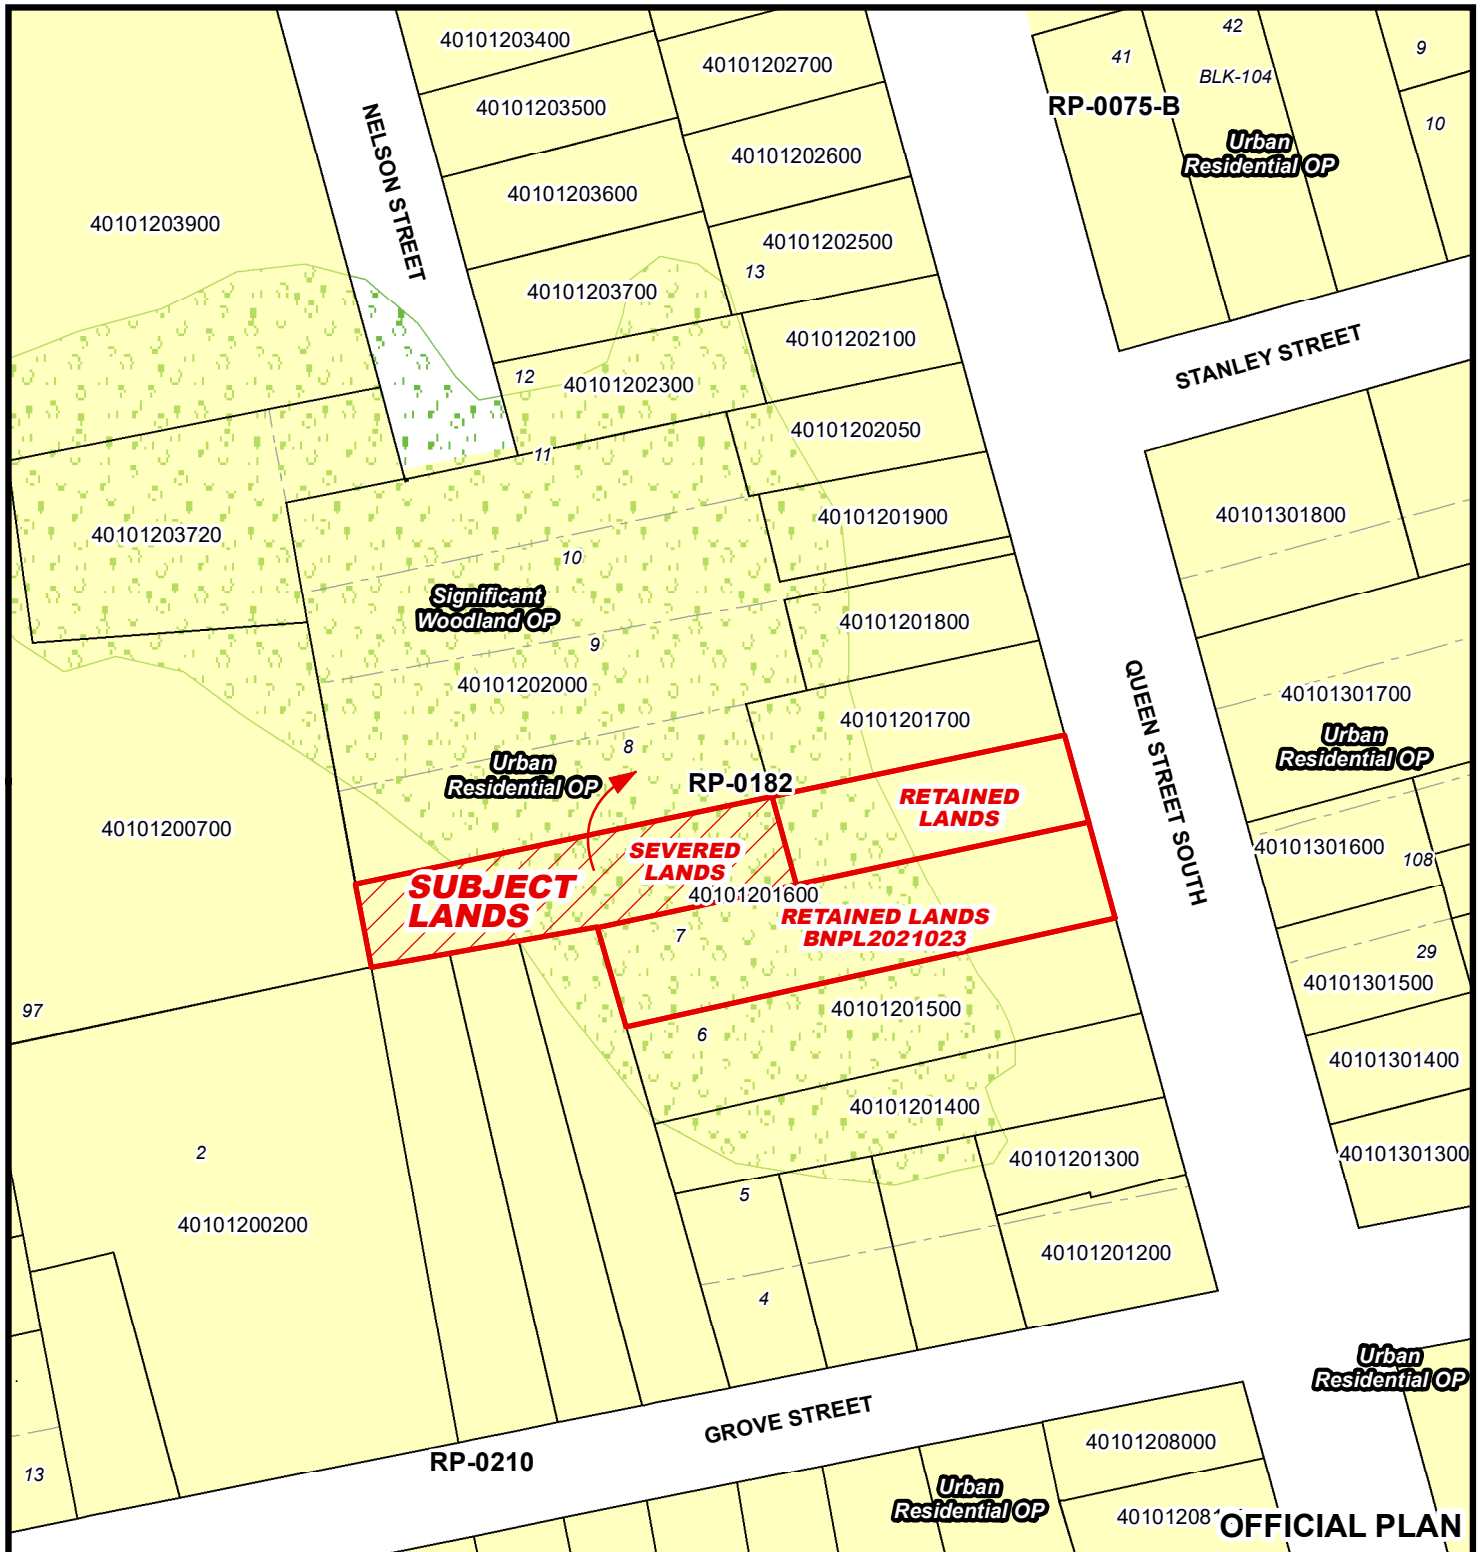 40101203400
42
41
9
BLK-104
40101202700
RP-0075-B
40101203500
10
NELSON STREET
Urban
Residential OP
40101202600
40101203600
40101203900
40101202500
13
40101203700
40101202100
STANLEY STREET
12
40101202300
40101202050
11
40101201900
40101301800
40101203720
10
Significant
Woodland OP
40101201800
9
40101202000
40101301700
QUEEN STREET SOUTH
40101201700
8
Urban
Residential OP
Urban
Residential OP
RP-0182
RETAINED
LANDS
40101200700
SEVERED
LANDS
40101301600
108
SUBJECT
LANDS
40101201600
RETAINED LANDS
BNPL2021023
7
29
40101301500
97
40101201500
6
40101301400
40101201400
2
40101301300
40101201300
5
40101200200
40101201200
4
Urban
Residential OP
GROVE STREET
40101208000
RP-0210
13
Urban
Residential OP
401012081
OFFICIAL PLAN